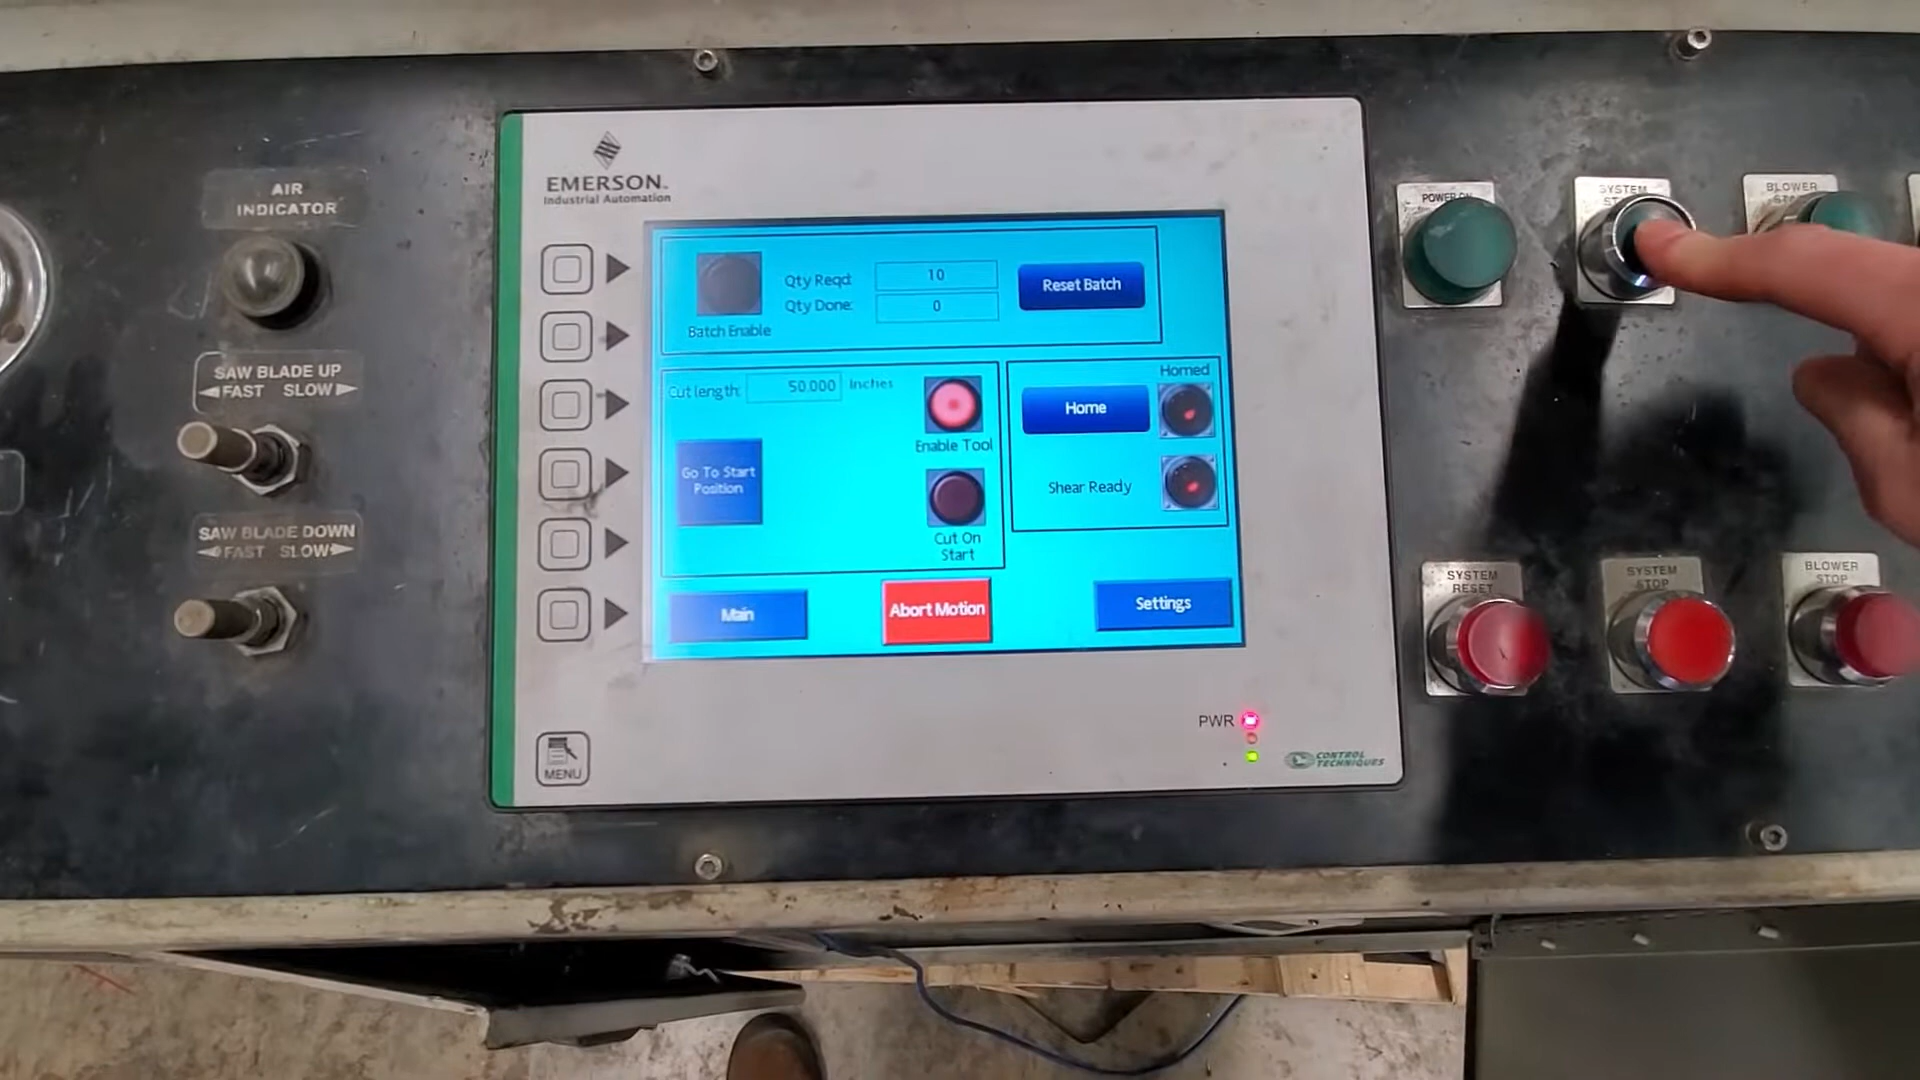 AIR
INDICATOR
SAW BLADE UP
FAST SLOW
SAW BLADE DOWN
FAST SLOW
EMERSON
Industrial Automation
MENU
Batch Enable
Qty Reqd: 10
Qty Done: 0
Reset Batch
Cut length: 50.000 Inches
Go To Start
Position
Enable Tool
Cut On
Start
Homed
Home
Shear Ready
Main
Abort Motion
Settings
PWR
CONTROL
TECHNIQUES
POWER ON
SYSTEM
BLOWER
SYSTEM
RESET
SYSTEM
STOP
BLOWER
STOP